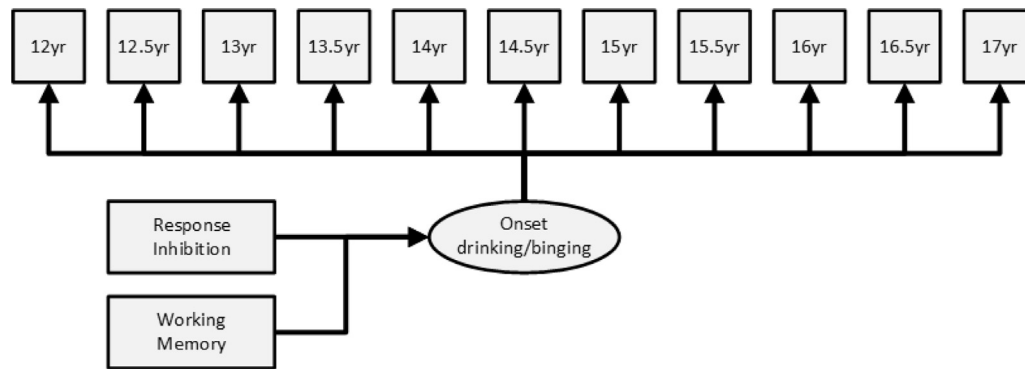 12yr
12.5yr
13yr
13.5yr
14yr
14.5yr
15yr
15.5yr
16yr
16.5yr
17yr
Response
Inhibition
Onset
drinking/binging
Working
Memory